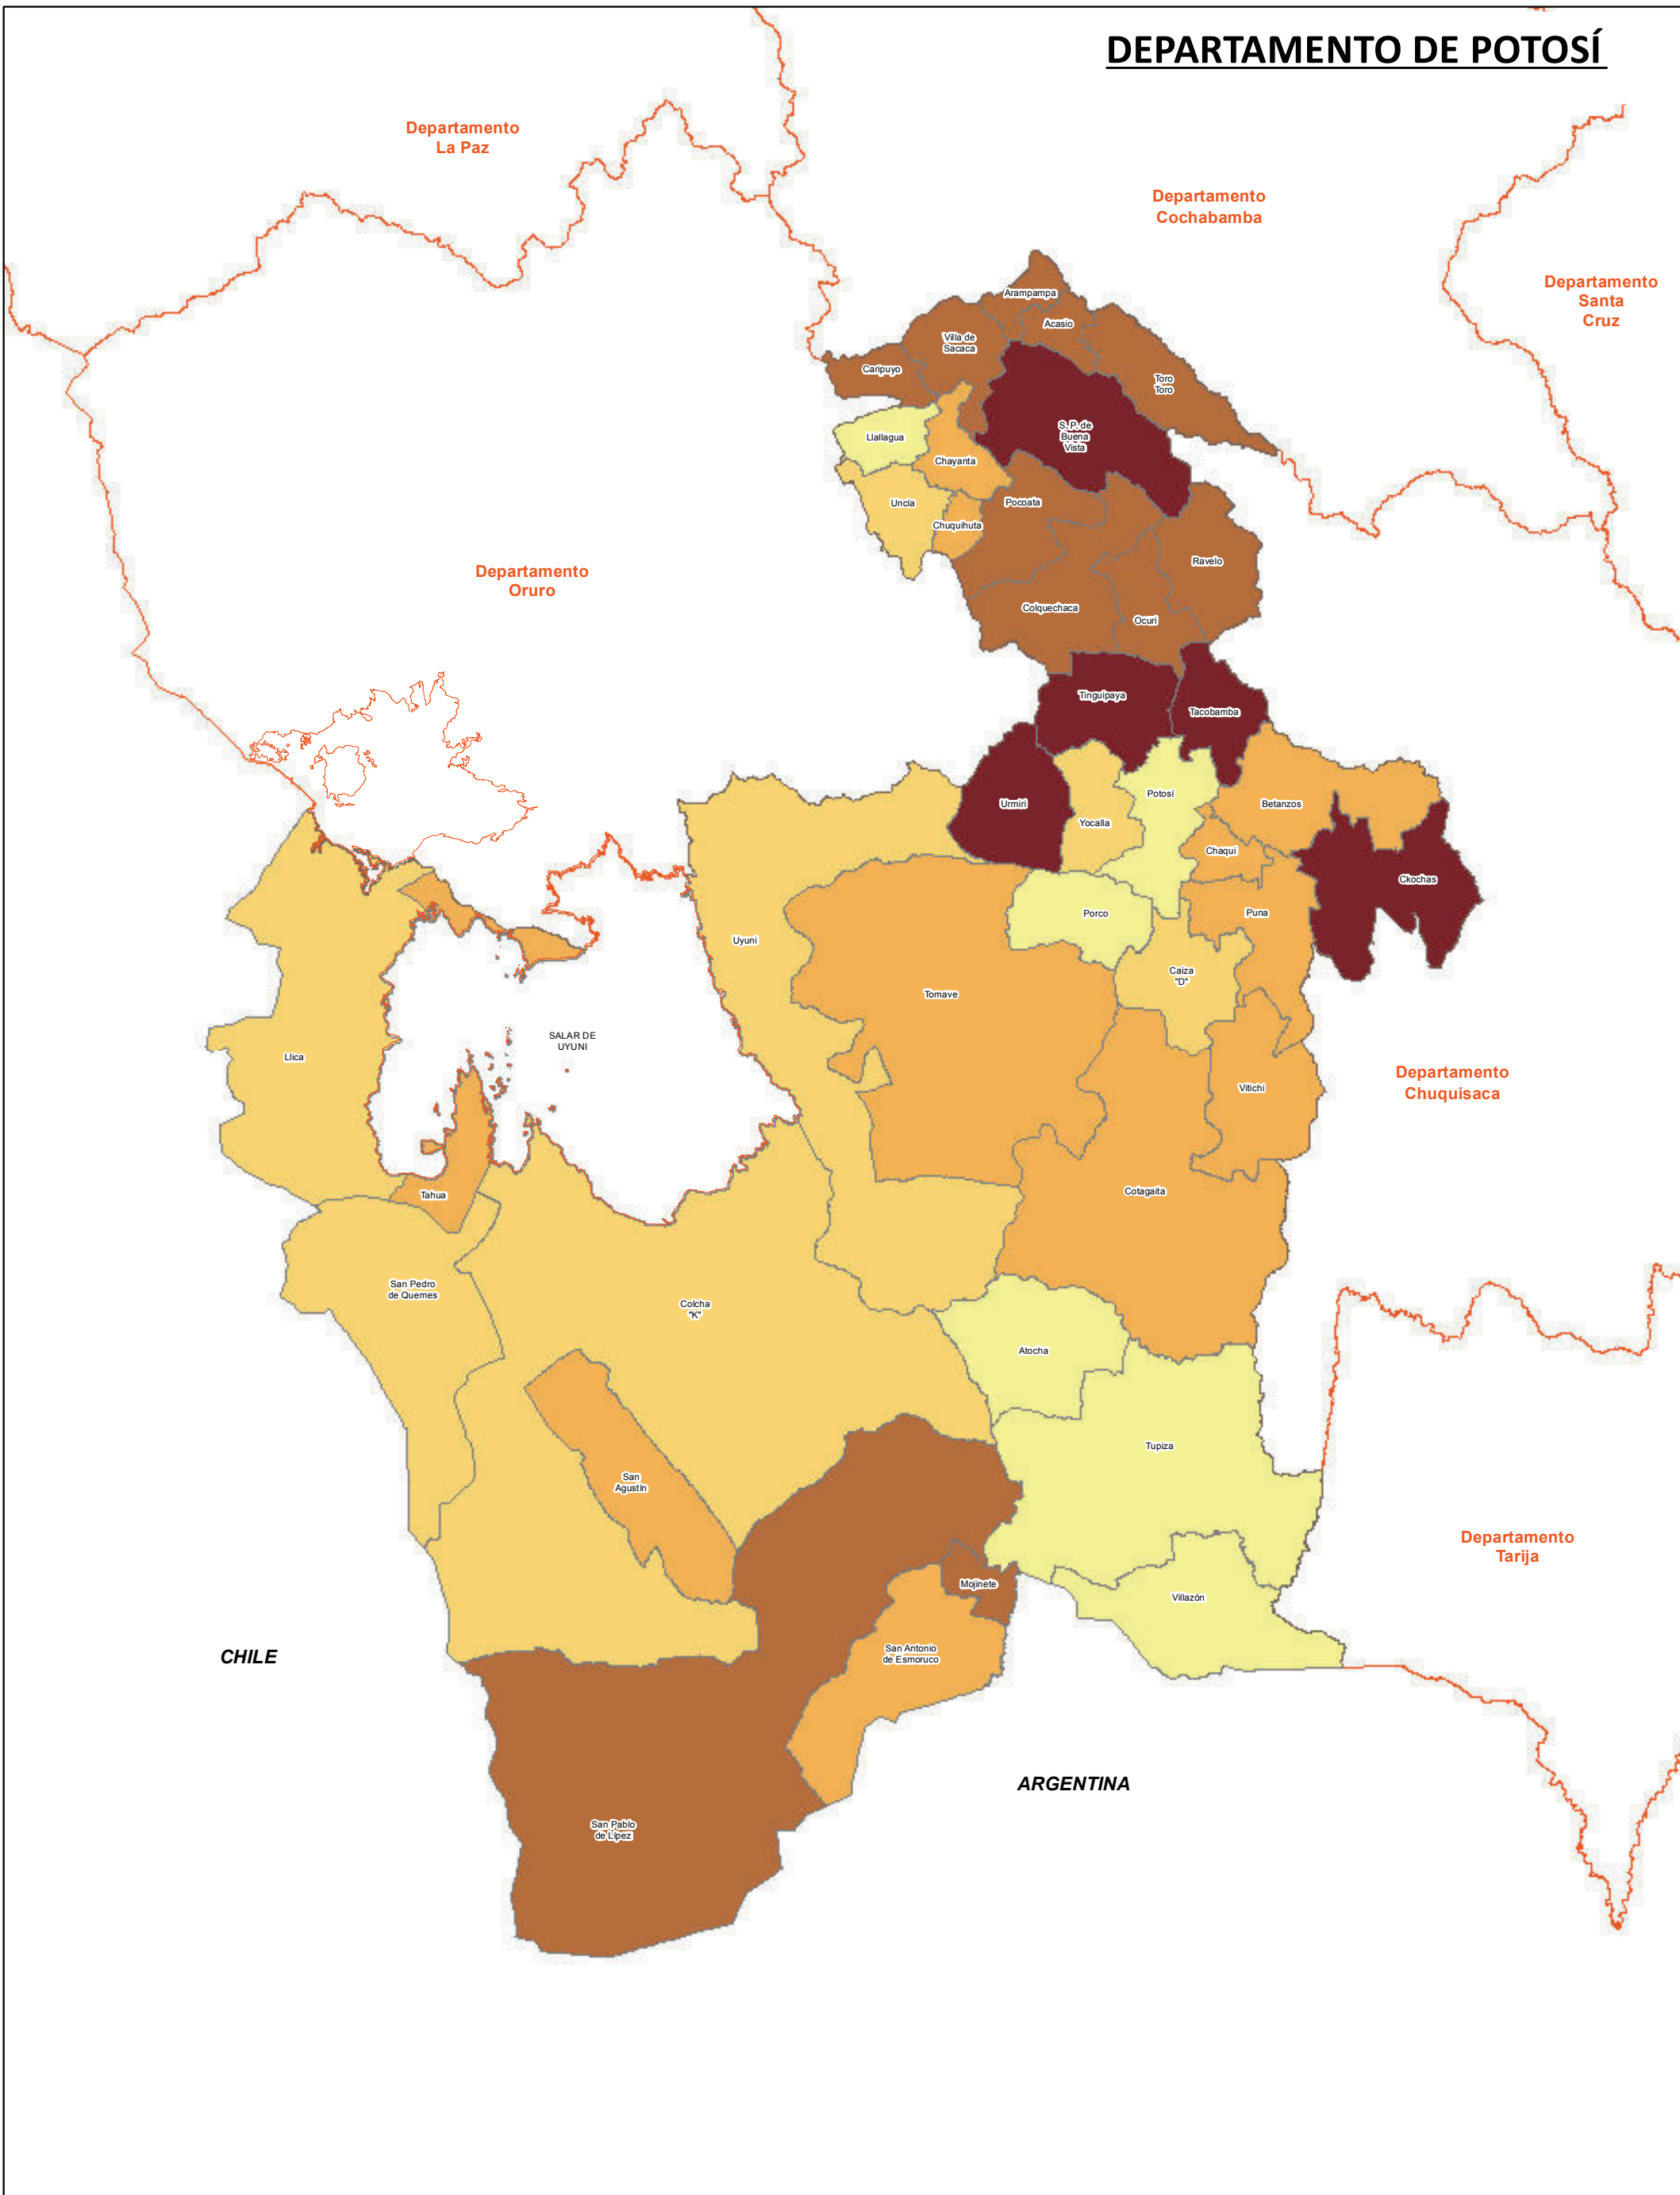 DEPARTAMENTO DE POTOSÍ
Departamento
La Paz
Departamento
Cochabamba
Departamento
Santa
Cruz
Arampampa
Acasio
Villa de
Sacaca
Caripuyo
Toro
Toro
Llallagua
S. P. de
Buena
Vista
Chayanta
Uncía
Pocoata
Chuquihuta
Ravelo
Departamento
Oruro
Colquechaca
Ocurí
Tinguipaya
Tacobamba
Urmiri
Potosí
Betanzos
Yocalla
Chaqui
Ckochas
Porco
Puna
Uyuni
Caiza
"D"
Tomave
SALAR DE
UYUNI
Llica
Vitichi
Departamento
Chuquisaca
Tahua
Cotagaita
San Pedro
de Quemes
Colcha
"K"
Atocha
Tupiza
San
Agustín
Departamento
Tarija
Mojinete
Villazón
CHILE
San Antonio
de Esmoruco
ARGENTINA
San Pablo
de Lípez